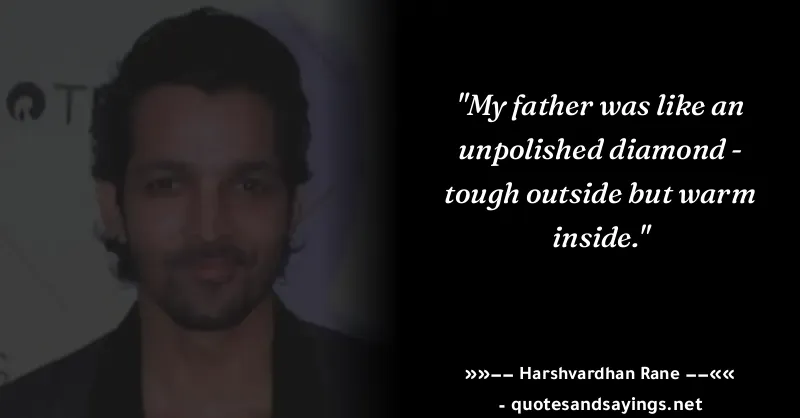 "My father was like an
unpolished diamond -
tough outside but warm
inside."
»»–– Harshvardhan Rane ––««
- quotesandsayings.net